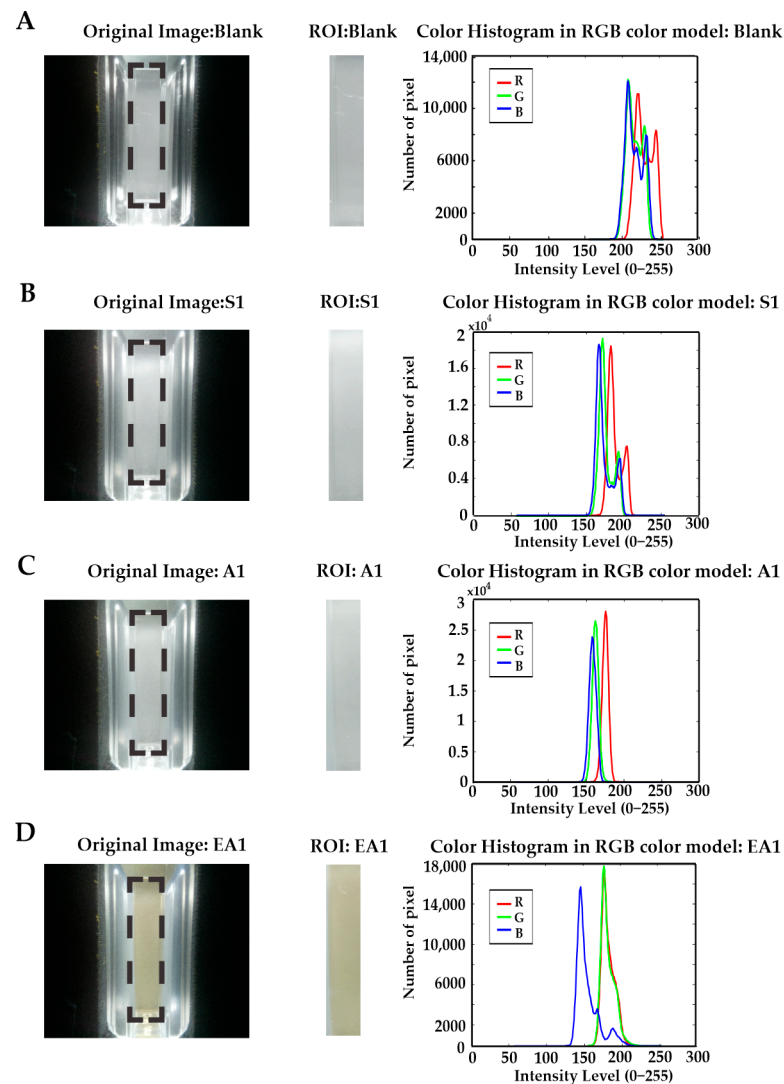 A
Original Image:Blank
ROI:Blank
Color Histogram in RGB color model: Blank
14,000
12,000
10,000
8000
6000
4000
2000
0
Number of pixel
R
G
B
0 50 100 150 200 250 300
Intensity Level (0–255)
B
Original Image:S1
ROI:S1
Color Histogram in RGB color model: S1
×10⁴
2
1.6
1.2
0.8
0.4
0
Number of pixel
R
G
B
0 50 100 150 200 250 300
Intensity Level (0–255)
C
Original Image: A1
ROI: A1
Color Histogram in RGB color model: A1
×10⁴
3
2.5
2
1.5
1
0.5
0
Number of pixel
R
G
B
0 50 100 150 200 250 300
Intensity Level (0–255)
D
Original Image: EA1
ROI: EA1
Color Histogram in RGB color model: EA1
18,000
14,000
10,000
6000
2000
0
Number of pixel
R
G
B
0 50 100 150 200 250 300
Intensity Level (0–255)